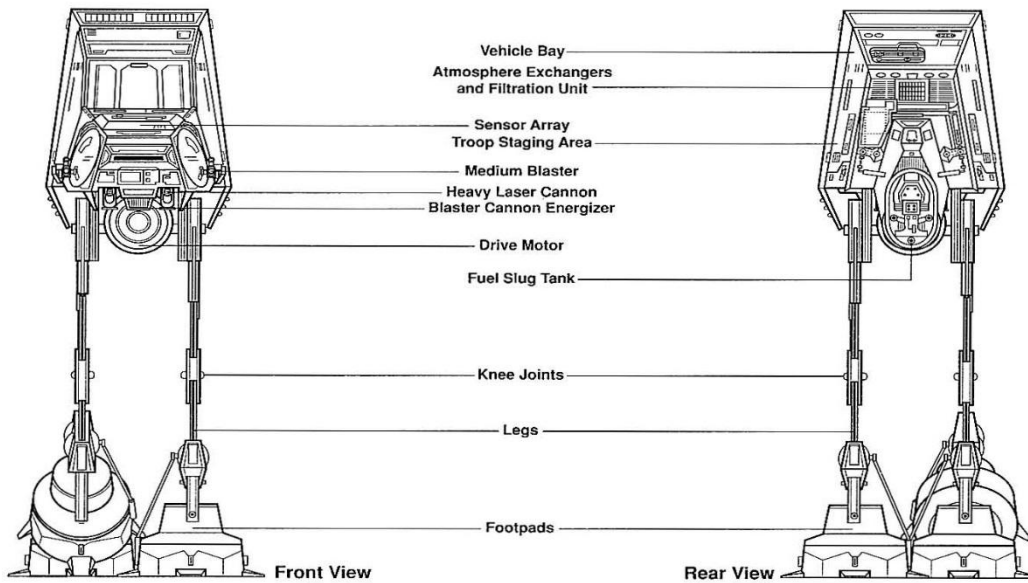 Vehicle Bay
Atmosphere Exchangers
and Filtration Unit
Sensor Array
Troop Staging Area
Medium Blaster
Heavy Laser Cannon
Blaster Cannon Energizer
Drive Motor
Fuel Slug Tank
Knee Joints
Legs
Footpads
Front View
Rear View